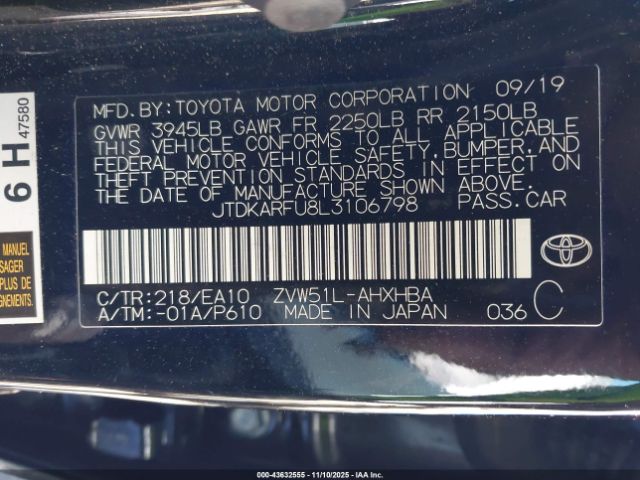 MFD.BY:TOYOTA MOTOR CORPORATION 09/19
GVWR 3945LB GAWR FR 2250LB RR 2150LB
THIS VEHICLE CONFORMS TO ALL APPLICABLE
FEDERAL MOTOR VEHICLE SAFETY,BUMPER,AND
THEFT PREVENTION STANDARDS IN EFFECT ON
THE DATE OF MANUFACTURE SHOWN ABOVE.
JTDKARFU8L3106798 PASS.CAR
C/TR:218/EA10 ZVW51L-AHXHBA
A/TM:-01A/P610 MADE IN JAPAN 036 C
TOYOTA
6 H 47580
MANUEL
SAGER
PLUS DE
000-43632555 - 11/10/2025 - IAAI.COM